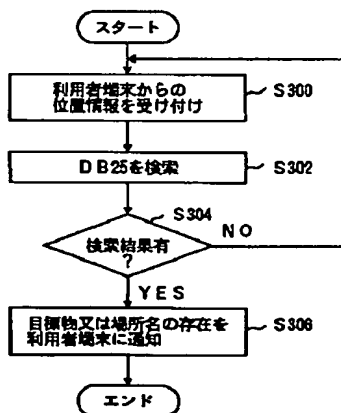 スタート
利用者端末からの
位置情報を受け付け
S300
DB25を検索
S302
S304
検索結果有
?
NO
YES
目標物又は場所名の存在を
利用者端末に通知
S306
エンド